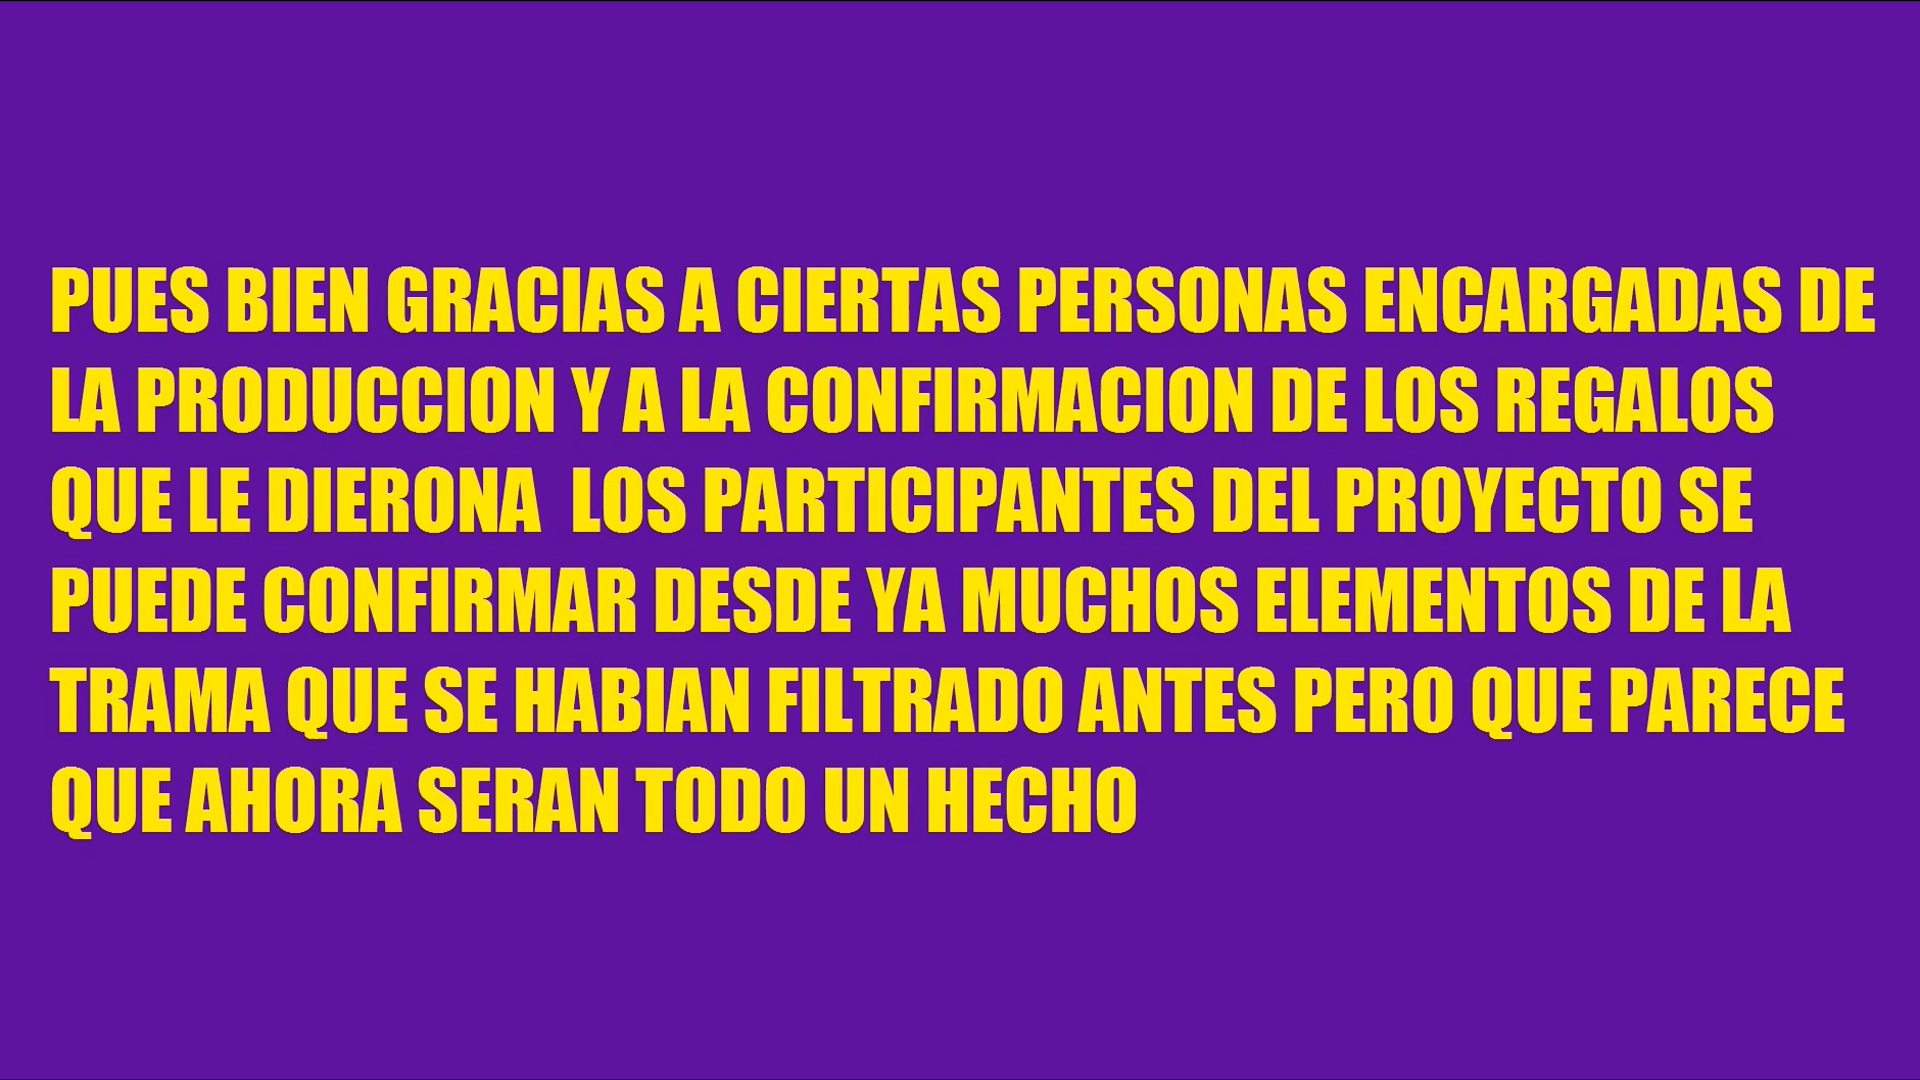 PUES BIEN GRACIAS A CIERTAS PERSONAS ENCARGADAS DE
LA PRODUCCION Y A LA CONFIRMACION DE LOS REGALOS
QUE LE DIERONA  LOS PARTICIPANTES DEL PROYECTO SE
PUEDE CONFIRMAR DESDE YA MUCHOS ELEMENTOS DE LA
TRAMA QUE SE HABIAN FILTRADO ANTES PERO QUE PARECE
QUE AHORA SERAN TODO UN HECHO